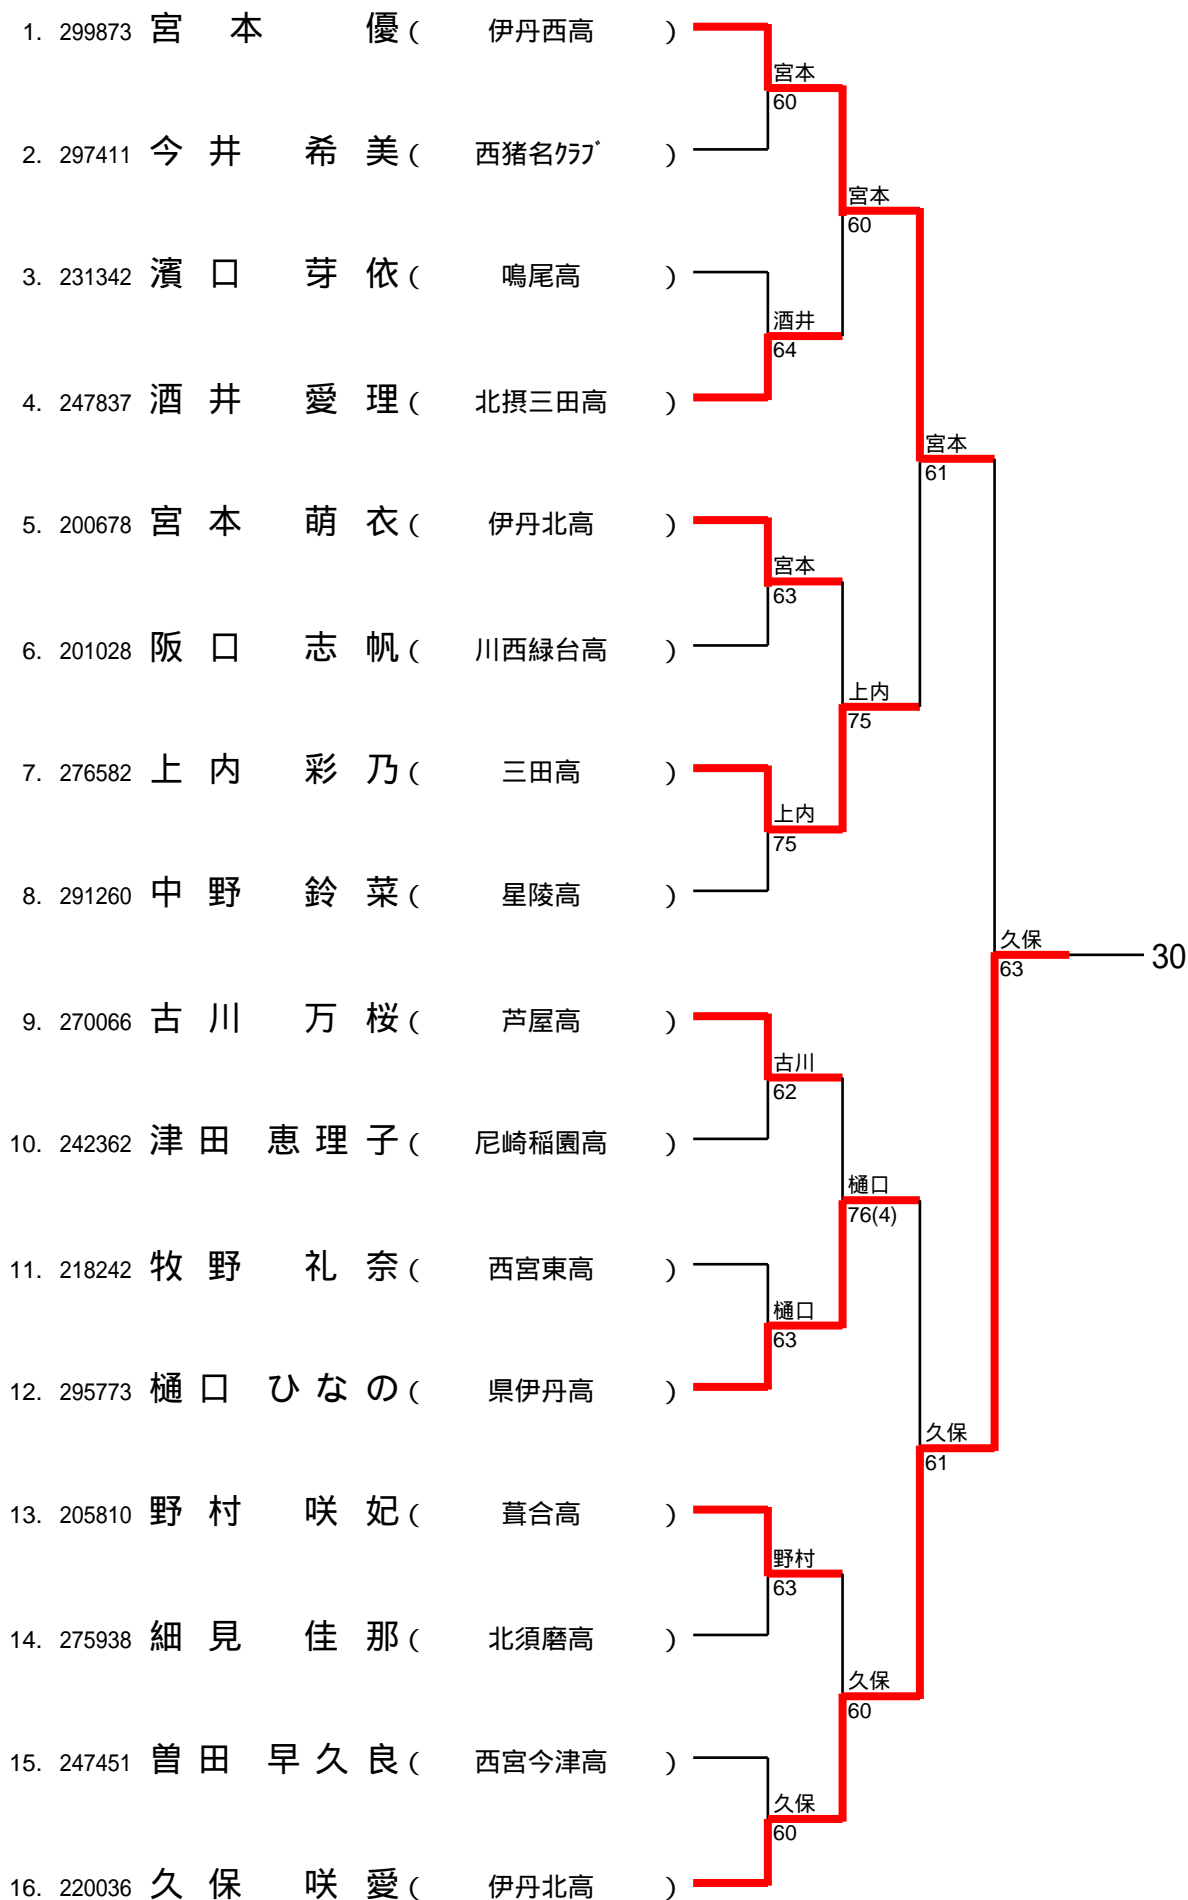 1. 299873 宮本 優 ( 伊丹西高 )
宮本
60
2. 297411 今井 希美 ( 西猪名ｸﾗﾌﾞ )
宮本
60
3. 231342 濱口 芽依 ( 鳴尾高 )
酒井
64
4. 247837 酒井 愛理 ( 北摂三田高 )
宮本
61
5. 200678 宮本 萌衣 ( 伊丹北高 )
宮本
63
6. 201028 阪口 志帆 ( 川西緑台高 )
上内
75
7. 276582 上内 彩乃 ( 三田高 )
上内
75
8. 291260 中野 鈴菜 ( 星陵高 )
久保
63
30
9. 270066 古川 万桜 ( 芦屋高 )
古川
62
10. 242362 津田 恵理子 ( 尼崎稲園高 )
樋口
76(4)
11. 218242 牧野 礼奈 ( 西宮東高 )
樋口
63
12. 295773 樋口 ひなの ( 県伊丹高 )
久保
61
13. 205810 野村 咲妃 ( 葺合高 )
野村
63
14. 275938 細見 佳那 ( 北須磨高 )
久保
60
15. 247451 曽田 早久良 ( 西宮今津高 )
久保
60
16. 220036 久保 咲愛 ( 伊丹北高 )